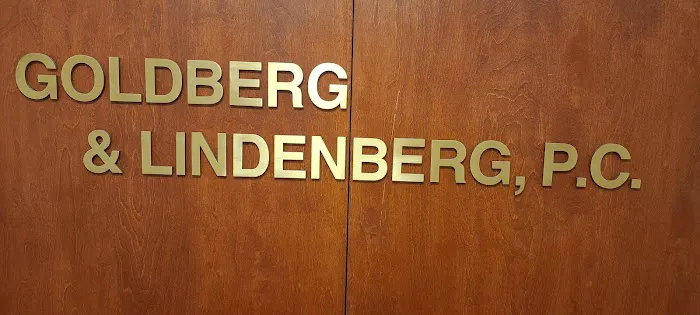 GOLDBERG
& LINDENBERG, P.C.